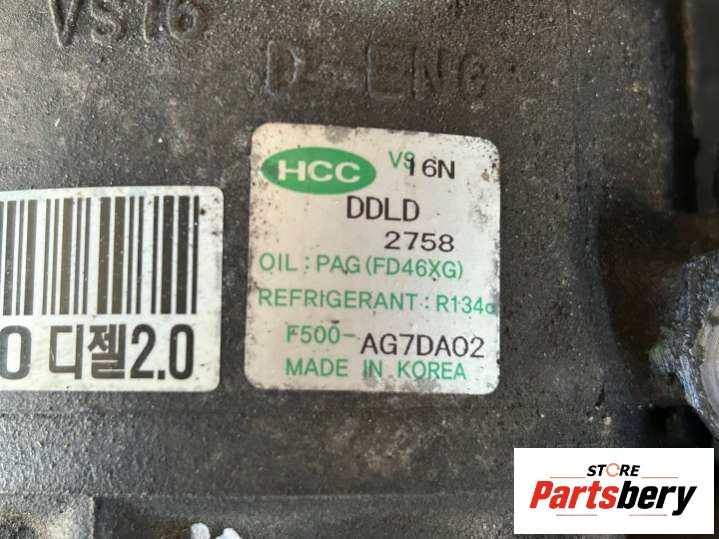 VS16
D-ENG
HCC VS16N
DDLD
2758
OIL : PAG (FD46XG)
REFRIGERANT : R134a
F500-AG7DA02
MADE IN KOREA
0 디젤2.0
STORE
Partsbery